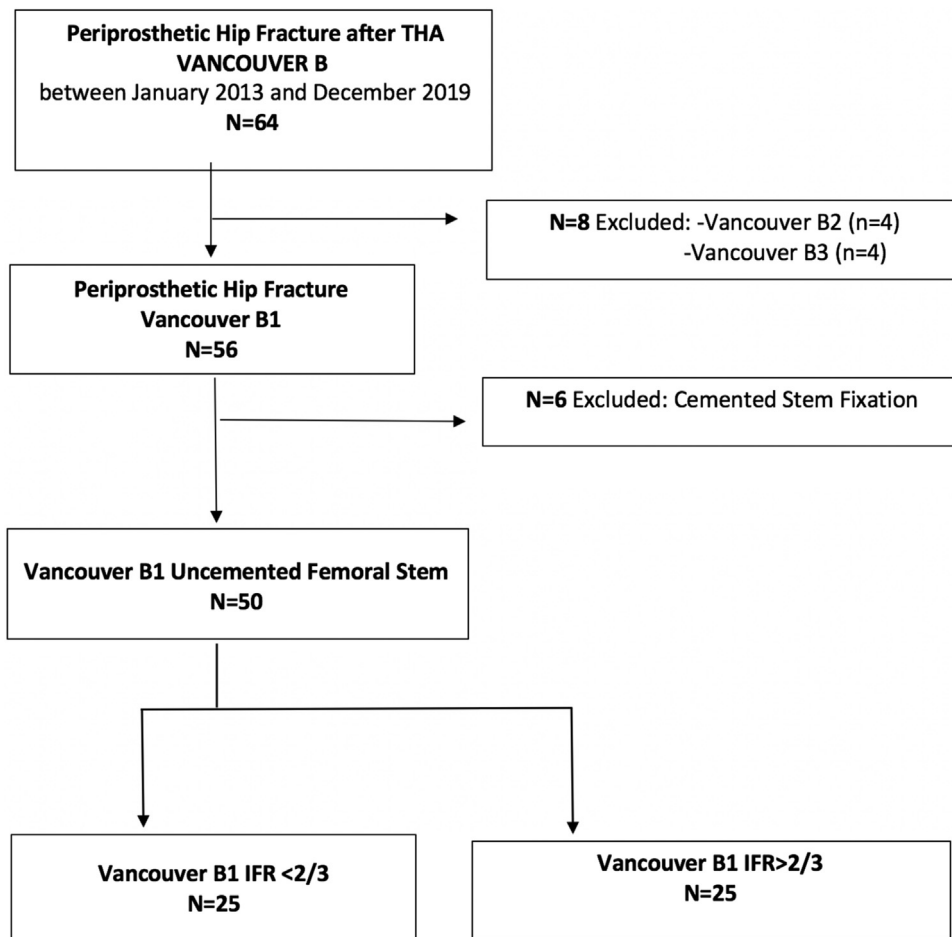 Periprosthetic Hip Fracture after THA
VANCOUVER B
between January 2013 and December 2019
N=64
N=8 Excluded: -Vancouver B2 (n=4)
-Vancouver B3 (n=4)
Periprosthetic Hip Fracture
Vancouver B1
N=56
N=6 Excluded: Cemented Stem Fixation
Vancouver B1 Uncemented Femoral Stem
N=50
Vancouver B1 IFR <2/3
N=25
Vancouver B1 IFR>2/3
N=25